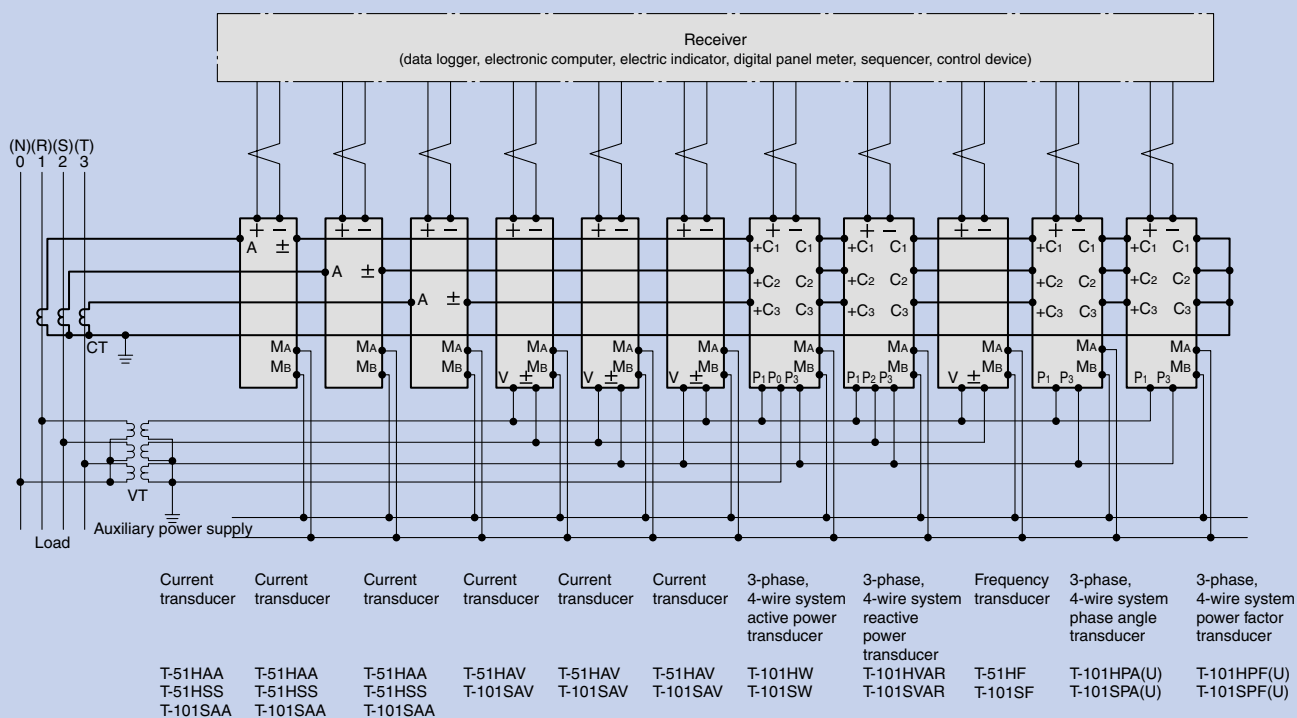 Receiver
(data logger, electronic computer, electric indicator, digital panel meter, sequencer, control device)
(N)(R)(S)(T)
0 1 2 3
+ − + − + − + − + − + − + − + − + − + − + −
A ± +C1 C1 +C1 C1 +C1 C1 +C1 C1
A ± +C2 C2 +C2 C2 +C2 C2 +C2 C2
A ± +C3 C3 +C3 C3 +C3 C3 +C3 C3
CT
MA MA MA MA MA MA MA MA MA MA MA
MB MB MB MB MB MB MB MB MB MB MB
V ± V ± V ± P1 P0 P3 P1 P2 P3 V ± P1 P3 P1 P3
VT
Auxiliary power supply
Load
Current transducer
T-51HAA
T-51HSS
T-101SAA
Current transducer
T-51HAA
T-51HSS
T-101SAA
Current transducer
T-51HAA
T-51HSS
T-101SAA
Current transducer
T-51HAV
T-101SAV
Current transducer
T-51HAV
T-101SAV
Current transducer
T-51HAV
T-101SAV
3-phase,
4-wire system
active power
transducer
T-101HW
T-101SW
3-phase,
4-wire system
reactive
power
transducer
T-101HVAR
T-101SVAR
Frequency
transducer
T-51HF
T-101SF
3-phase,
4-wire system
phase angle
transducer
T-101HPA(U)
T-101SPA(U)
3-phase,
4-wire system
power factor
transducer
T-101HPF(U)
T-101SPF(U)